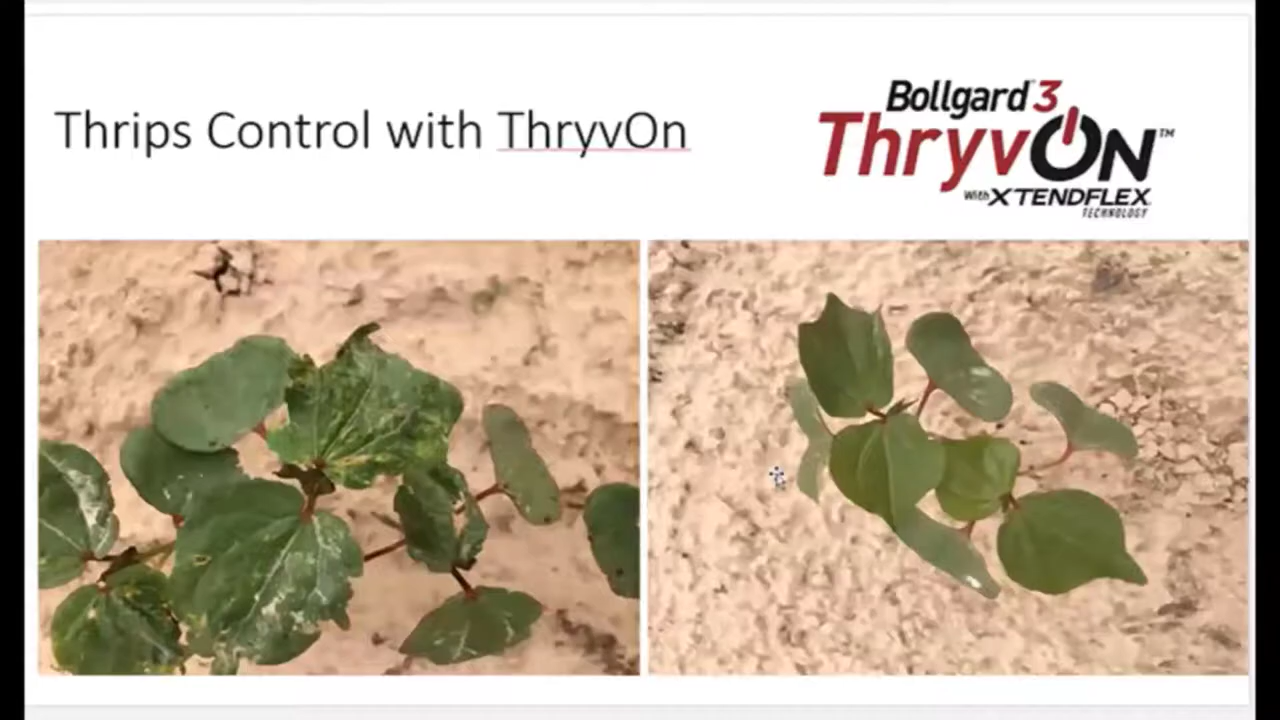 Thrips Control with ThryvOn
Bollgard 3
ThryvON™
With XTENDFLEX
TECHNOLOGY